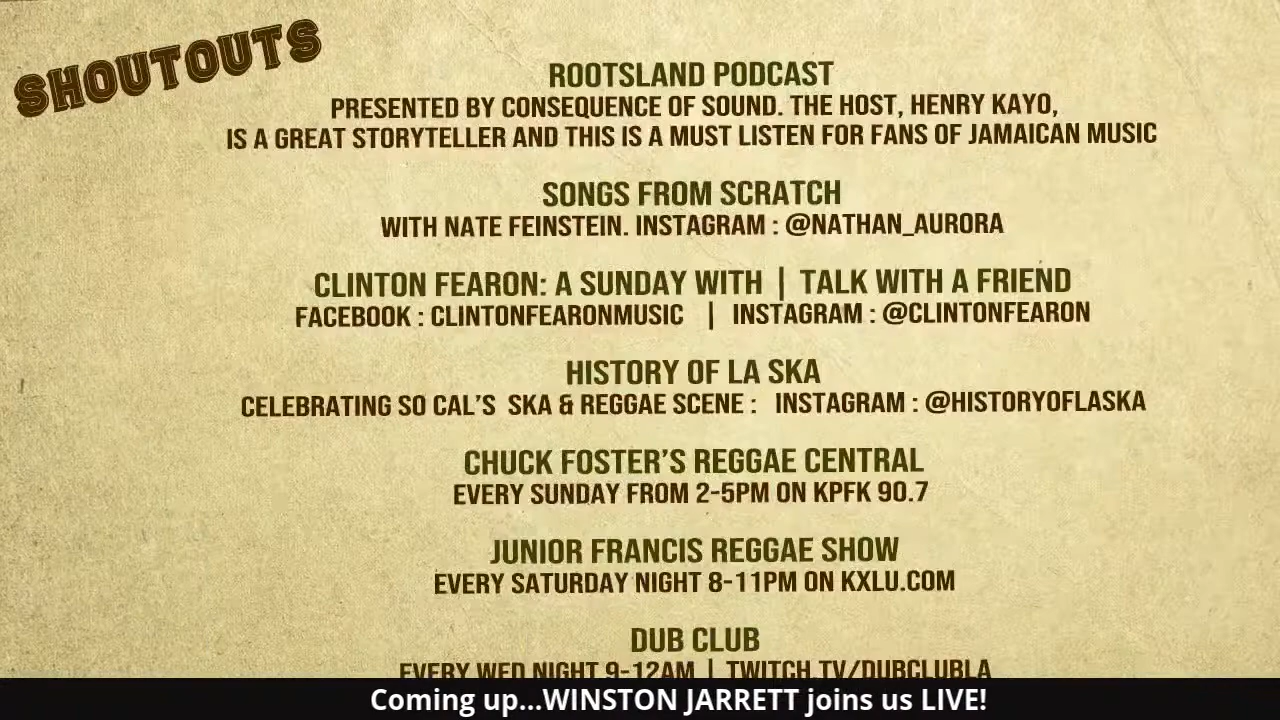 SHOUTOUTS
ROOTSLAND PODCAST
PRESENTED BY CONSEQUENCE OF SOUND. THE HOST, HENRY KAYO,
IS A GREAT STORYTELLER AND THIS IS A MUST LISTEN FOR FANS OF JAMAICAN MUSIC
SONGS FROM SCRATCH
WITH NATE FEINSTEIN. INSTAGRAM : @NATHAN_AURORA
CLINTON FEARON: A SUNDAY WITH | TALK WITH A FRIEND
FACEBOOK : CLINTONFEARONMUSIC | INSTAGRAM : @CLINTONFEARON
HISTORY OF LA SKA
CELEBRATING SO CAL'S SKA & REGGAE SCENE : INSTAGRAM : @HISTORYOFLASKA
CHUCK FOSTER'S REGGAE CENTRAL
EVERY SUNDAY FROM 2-5PM ON KPFK 90.7
JUNIOR FRANCIS REGGAE SHOW
EVERY SATURDAY NIGHT 8-11PM ON KXLU.COM
DUB CLUB
EVERY WED NIGHT 9-12AM | TWITCH.TV/DUBCLUBLA
Coming up...WINSTON JARRETT joins us LIVE!